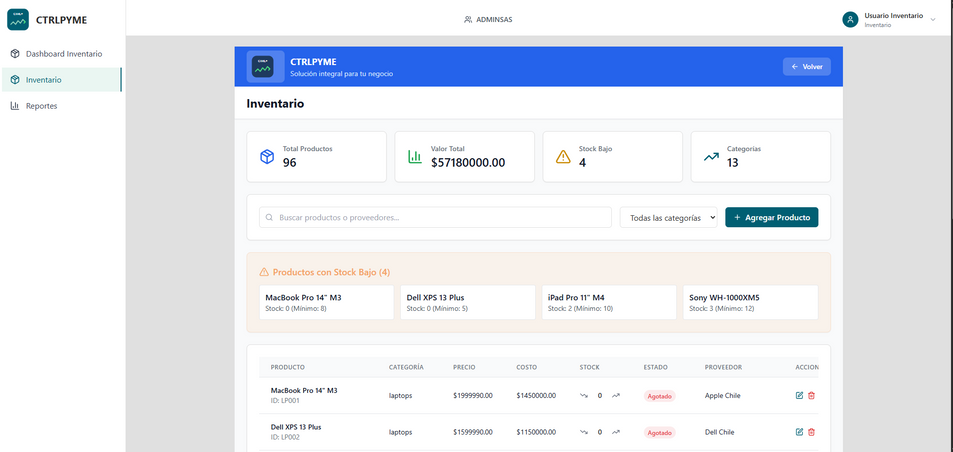 CTRLPYME
ADMINSAS
Usuario Inventario
Inventario
Dashboard Inventario
Inventario
Reportes
CTRLPYME
Solución integral para tu negocio
Volver
Inventario
Total Productos
96
Valor Total
$57180000.00
Stock Bajo
4
Categorías
13
Buscar productos o proveedores...
Todas las categorías
+ Agregar Producto
Productos con Stock Bajo (4)
MacBook Pro 14" M3
Stock: 0 (Mínimo: 8)
Dell XPS 13 Plus
Stock: 0 (Mínimo: 5)
iPad Pro 11" M4
Stock: 2 (Mínimo: 10)
Sony WH-1000XM5
Stock: 3 (Mínimo: 12)
PRODUCTO CATEGORÍA PRECIO COSTO STOCK ESTADO PROVEEDOR ACCION
MacBook Pro 14" M3
ID: LP001
laptops $1999990.00 $1450000.00 0 Agotado Apple Chile
Dell XPS 13 Plus
ID: LP002
laptops $1599990.00 $1150000.00 0 Agotado Dell Chile